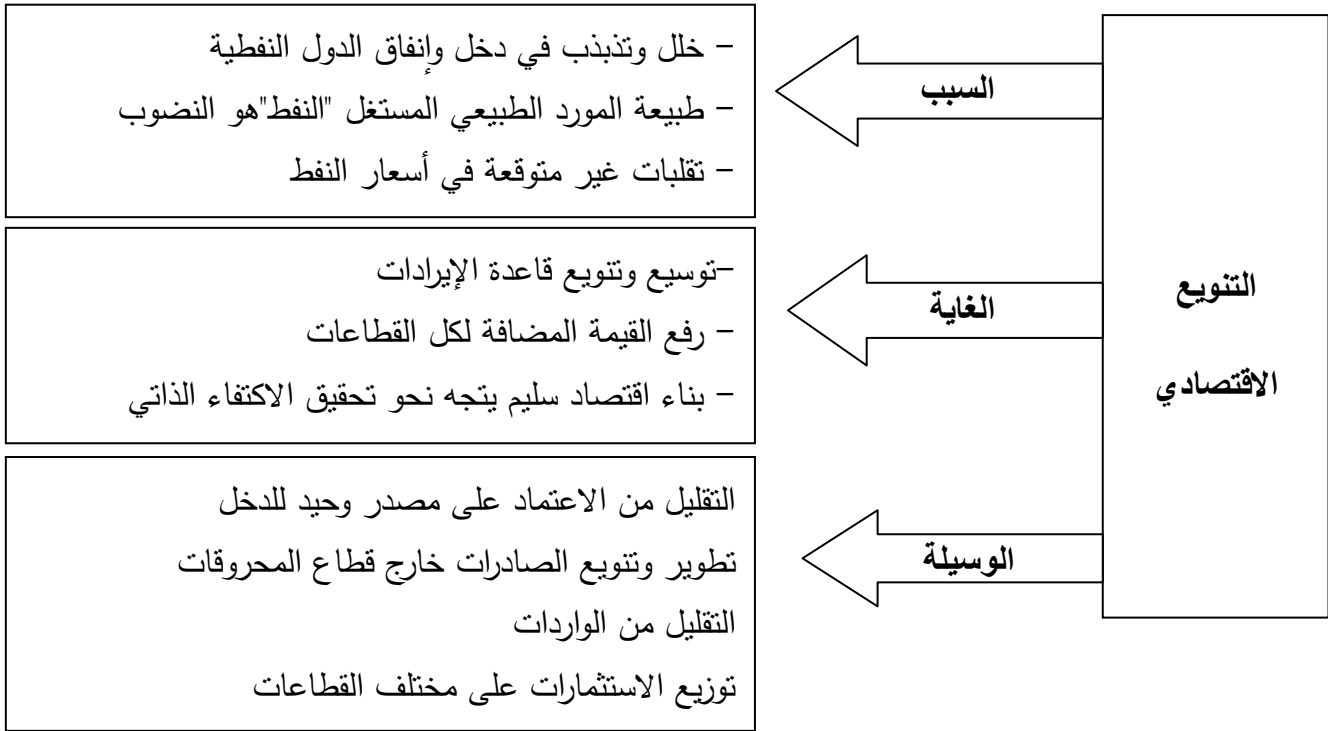 التنويع
الاقتصادي
السبب
– خلل وتذبذب في دخل وإنفاق الدول النفطية
– طبيعة المورد الطبيعي المستغل "النفط"هو النضوب
– تقلبات غير متوقعة في أسعار النفط
الغاية
–توسيع وتنويع قاعدة الإيرادات
– رفع القيمة المضافة لكل القطاعات
– بناء اقتصاد سليم يتجه نحو تحقيق الاكتفاء الذاتي
الوسيلة
التقليل من الاعتماد على مصدر وحيد للدخل
تطوير وتنويع الصادرات خارج قطاع المحروقات
التقليل من الواردات
توزيع الاستثمارات على مختلف القطاعات